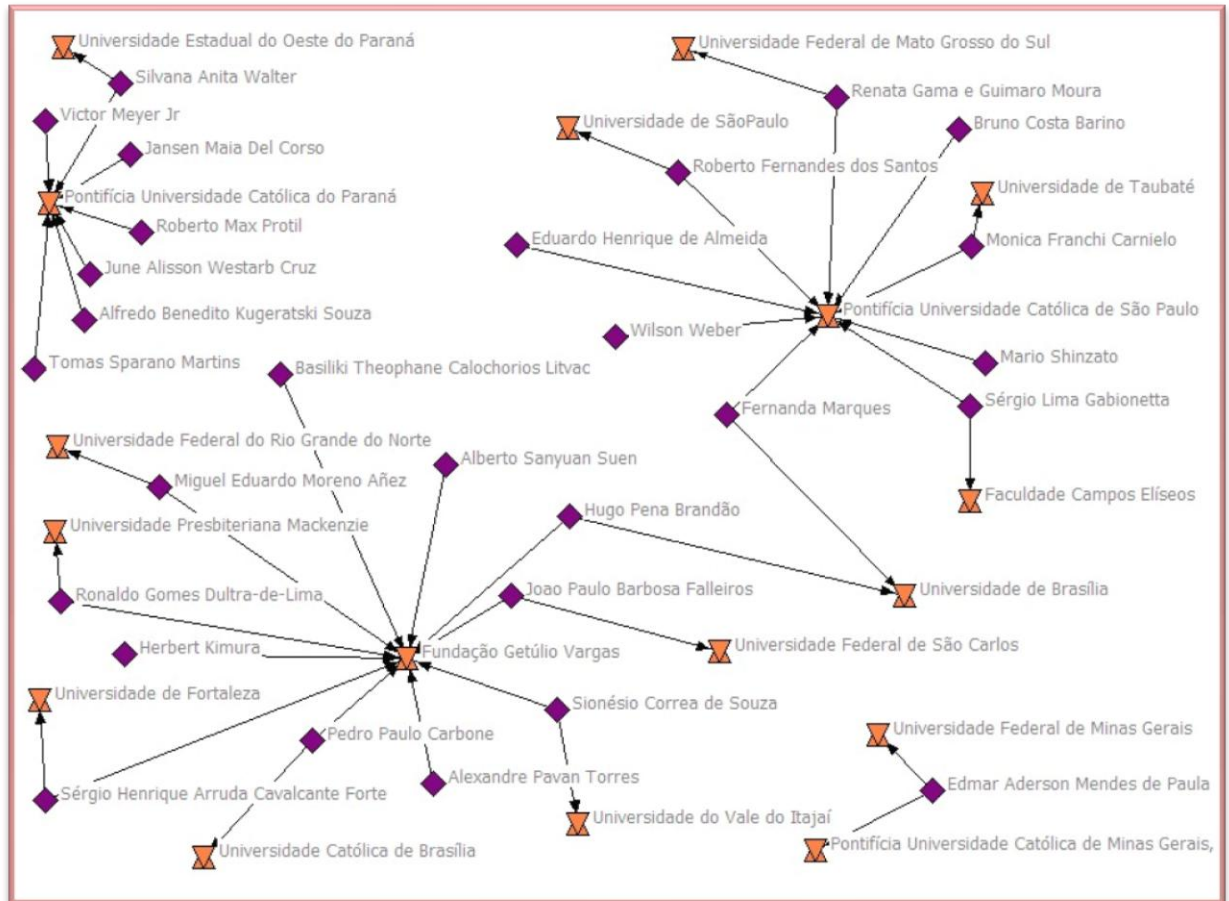 Universidade Estadual do Oeste do Paraná
Silvana Anita Walter
Victor Meyer Jr
Jansen Maia Del Corso
Pontifícia Universidade Católica do Paraná
Roberto Max Protil
June Alisson Westarb Cruz
Alfredo Benedito Kugeratski Souza
Tomas Sparano Martins
Universidade Federal de Mato Grosso do Sul
Renata Gama e Guimaro Moura
Universidade de SãoPaulo
Bruno Costa Barino
Roberto Fernandes dos Santos
Universidade de Taubaté
Eduardo Henrique de Almeida
Monica Franchi Carnielo
Pontifícia Universidade Católica de São Paulo
Wilson Weber
Mario Shinzato
Fernanda Marques
Sérgio Lima Gabionetta
Faculdade Campos Elíseos
Basiliki Theophane Calochorios Litvac
Universidade Federal do Rio Grande do Norte
Alberto Sanyuan Suen
Miguel Eduardo Moreno Añez
Hugo Pena Brandão
Universidade Presbiteriana Mackenzie
Ronaldo Gomes Dultra-de-Lima
Joao Paulo Barbosa Falleiros
Universidade de Brasília
Herbert Kimura
Fundação Getúlio Vargas
Universidade Federal de São Carlos
Universidade de Fortaleza
Sionésio Correa de Souza
Pedro Paulo Carbone
Universidade Federal de Minas Gerais
Alexandre Pavan Torres
Edmar Aderson Mendes de Paula
Sérgio Henrique Arruda Cavalcante Forte
Universidade do Vale do Itajaí
Universidade Católica de Brasília
Pontifícia Universidade Católica de Minas Gerais,